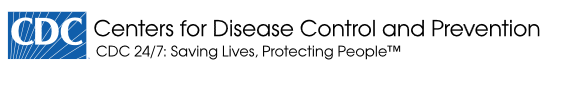 CDC Centers for Disease Control and Prevention
CDC 24/7: Saving Lives, Protecting People™